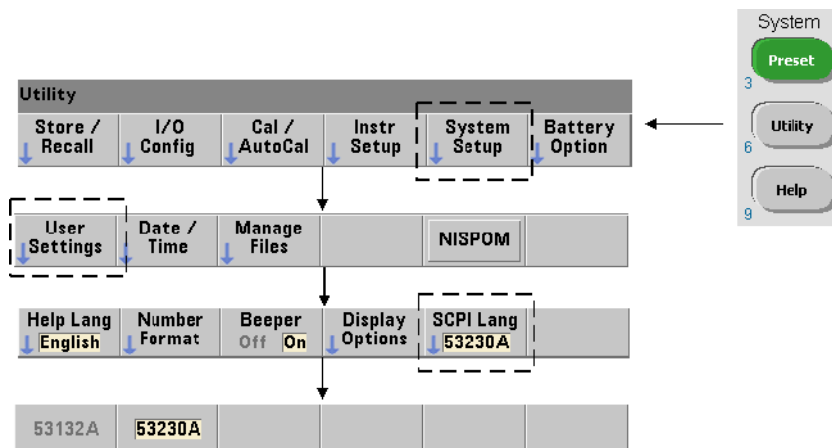 System
Preset
3
Utility
6
Help
9
Utility
Store /
Recall
I/O
Config
Cal /
AutoCal
Instr
Setup
System
Setup
Battery
Option
User
Settings
Date /
Time
Manage
Files
NISPOM
Help Lang
English
Number
Format
Beeper
Off On
Display
Options
SCPI Lang
53230A
53132A
53230A